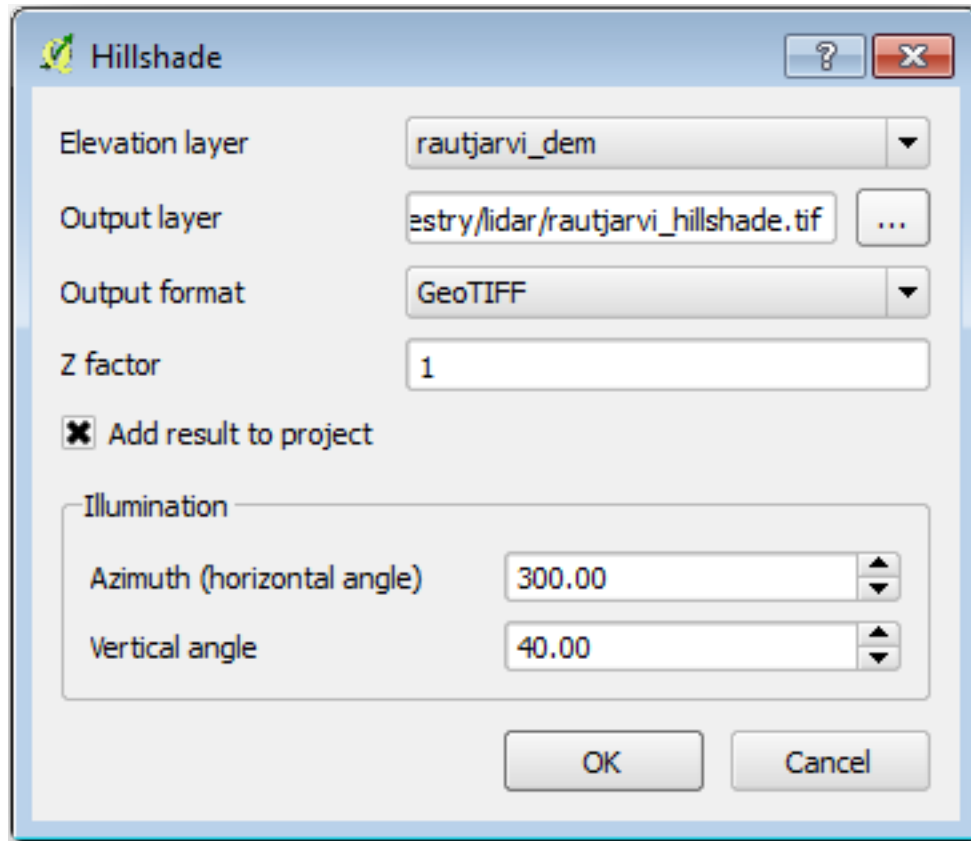 Hillshade
Elevation layer rautjarvi_dem
Output layer estry/lidar/rautjarvi_hillshade.tif ...
Output format GeoTIFF
Z factor 1
Add result to project
Illumination
Azimuth (horizontal angle) 300.00
Vertical angle 40.00
OK Cancel